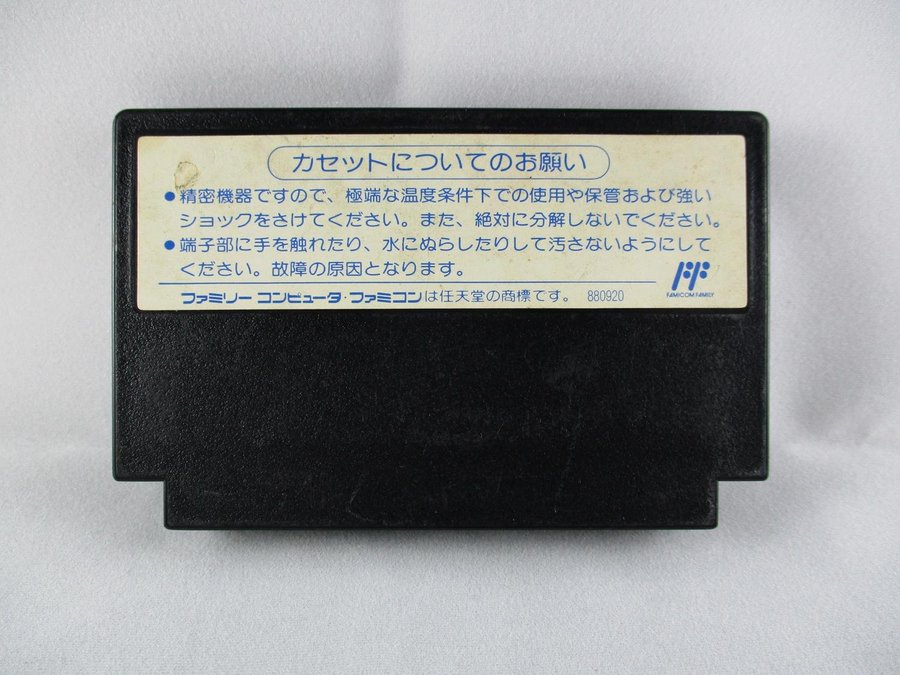 カセットについてのお願い
●精密機器ですので、極端な温度条件下での使用や保管および強い
ショックをさけてください。また、絶対に分解しないでください。
●端子部に手を触れたり、水にぬらしたりして汚さないようにして
ください。故障の原因となります。
FAMICOM FAMILY
ファミリー コンピュータ・ファミコンは任天堂の商標です。 880920